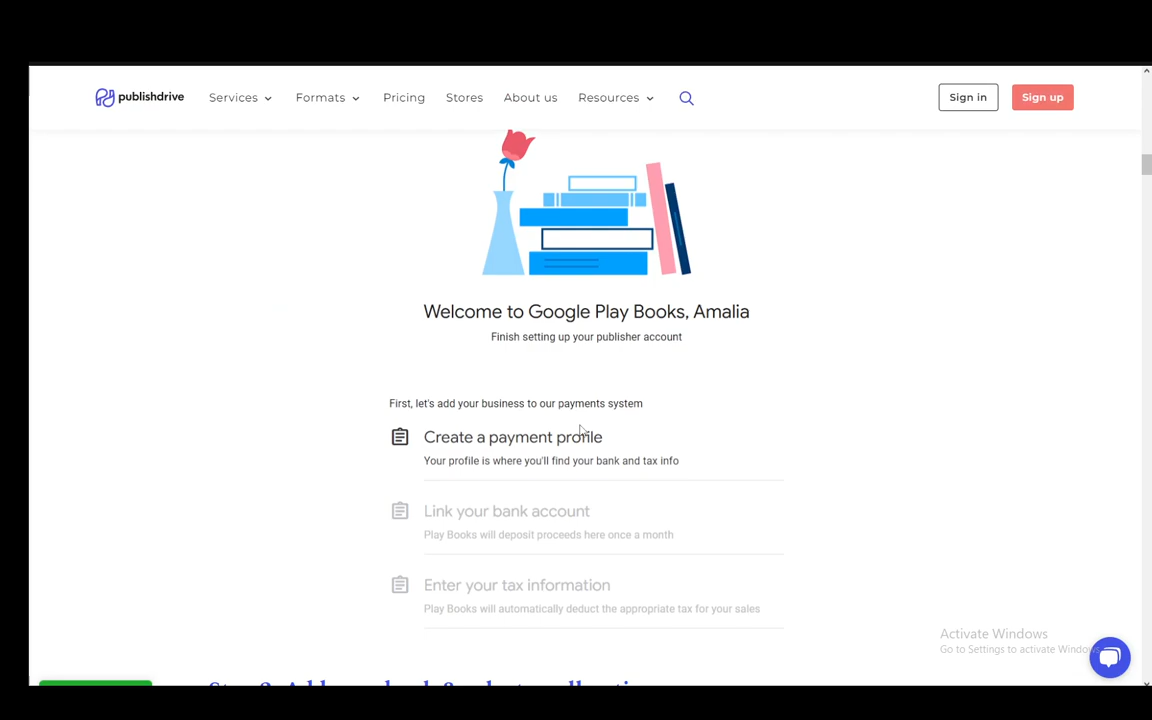 publishdrive Services Formats Pricing Stores About us Resources Sign in Sign up
Welcome to Google Play Books, Amalia
Finish setting up your publisher account
First, let's add your business to our payments system
Create a payment profile
Your profile is where you'll find your bank and tax info
Link your bank account
Play Books will deposit proceeds here once a month
Enter your tax information
Play Books will automatically deduct the appropriate tax for your sales
Activate Windows
Go to Settings to activate Windows.